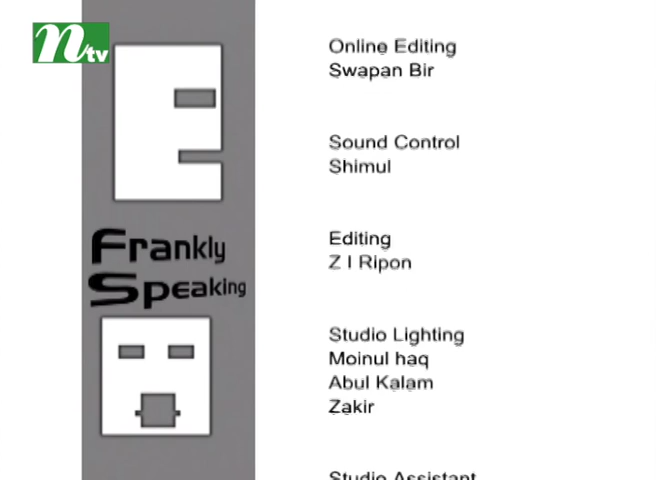 ntv
Frankly
Speaking
Online Editing
Swapan Bir
Sound Control
Shimul
Editing
Z I Ripon
Studio Lighting
Moinul haq
Abul Kalam
Zakir
Studio Assistant